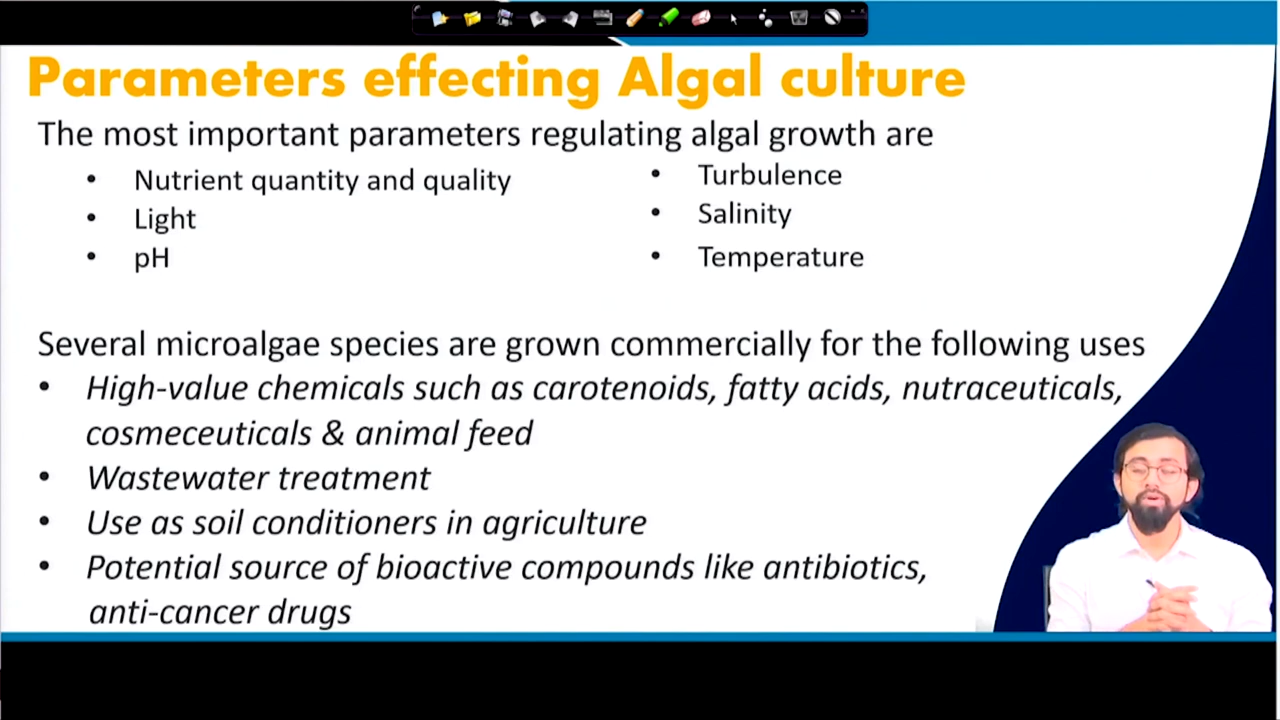 Parameters effecting Algal culture
The most important parameters regulating algal growth are
• Nutrient quantity and quality
• Light
• pH
• Turbulence
• Salinity
• Temperature
Several microalgae species are grown commercially for the following uses
• High-value chemicals such as carotenoids, fatty acids, nutraceuticals,
cosmeceuticals & animal feed
• Wastewater treatment
• Use as soil conditioners in agriculture
• Potential source of bioactive compounds like antibiotics,
anti-cancer drugs